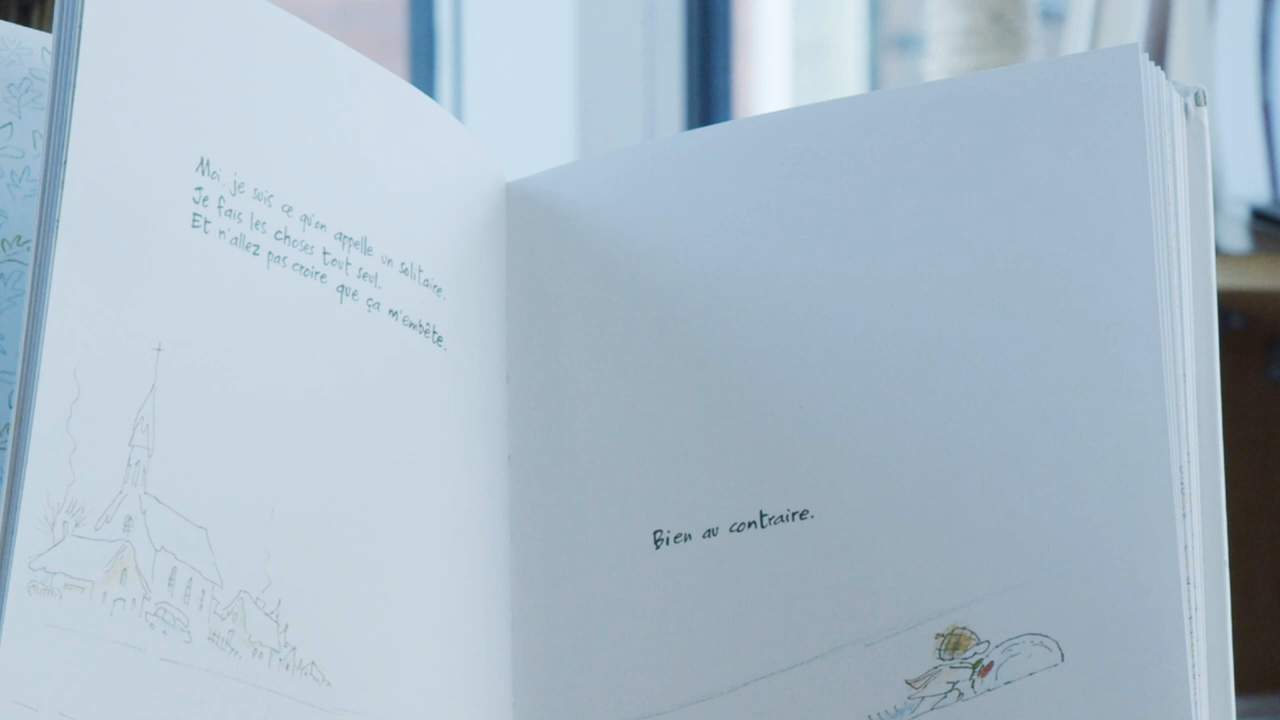 Moi, je suis ce qu'on appelle un solitaire.
Je fais les choses tout seul.
Et n'allez pas croire que ça m'embête.
Bien au contraire.